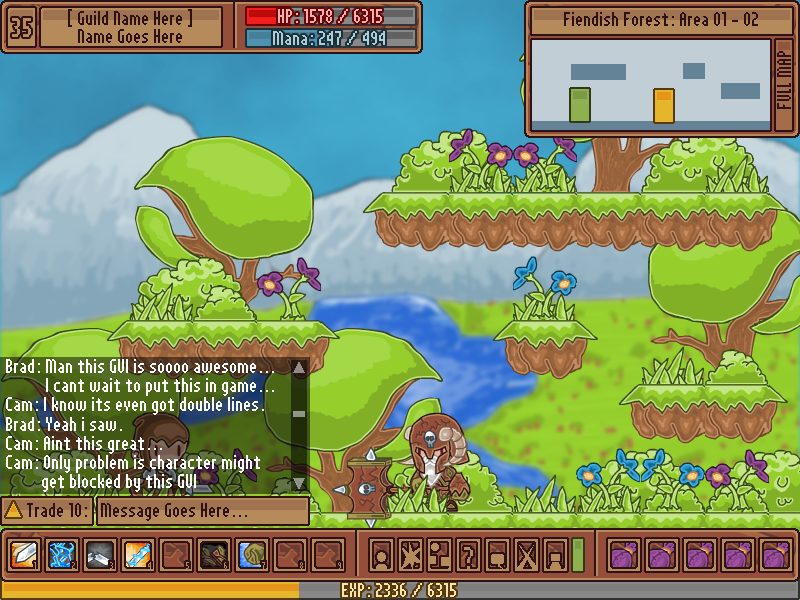 35
[ Guild Name Here ]
Name Goes Here
HP: 1578 / 6315
Mana: 247 / 494
Fiendish Forest: Area 01 - 02
FULL MAP
Brad: Man this GUI is soooo awesome...
I cant wait to put this in game...
Cam: I know its even got double lines.
Brad: Yeah i saw.
Cam: Aint this great...
Cam: Only problem is character might
get blocked by this GUI...
Trade 10:
Message Goes Here...
EXP: 2336 / 6315